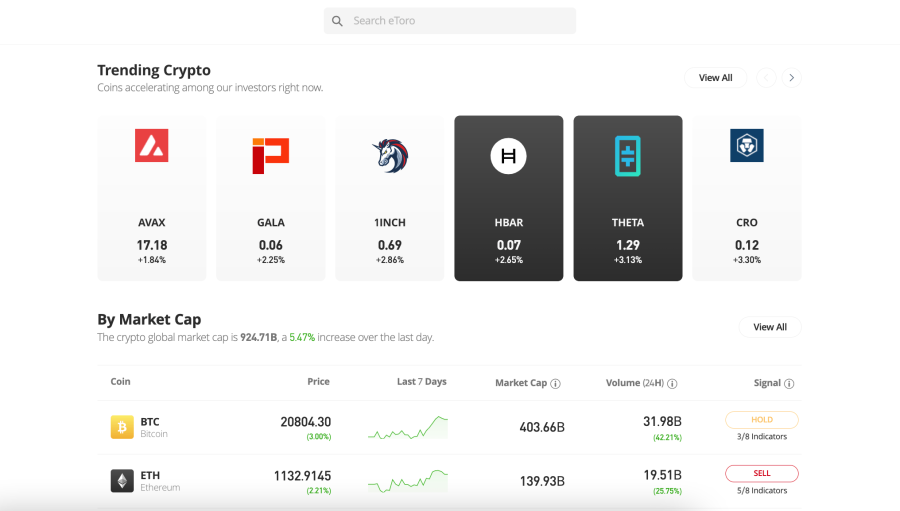 Search eToro
Trending Crypto
Coins accelerating among our investors right now.
View All
AVAX
17.18
+1.84%
GALA
0.06
+2.25%
1INCH
0.69
+2.86%
HBAR
0.07
+2.65%
THETA
1.29
+3.13%
CRO
0.12
+3.30%
By Market Cap
The crypto global market cap is 924.71B, a 5.47% increase over the last day.
View All
Coin Price Last 7 Days Market Cap Volume (24H) Signal
BTC
Bitcoin
20804.30
(3.00%)
403.66B
31.98B
(42.21%)
HOLD
3/8 Indicators
ETH
Ethereum
1132.9145
(2.21%)
139.93B
19.51B
(25.75%)
SELL
5/8 Indicators